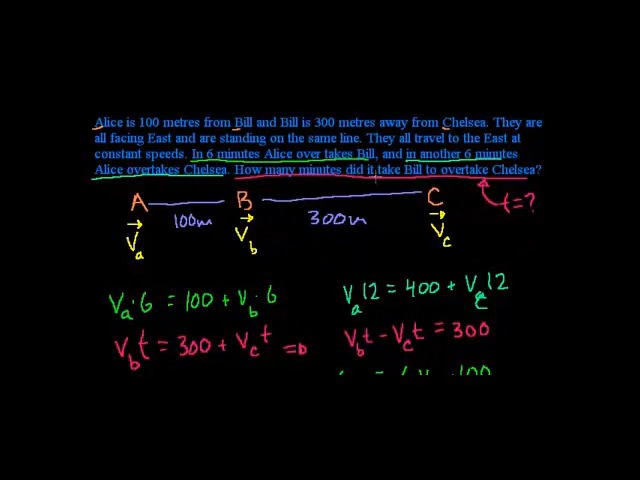 Alice is 100 metres from Bill and Bill is 300 metres away from Chelsea. They are
all facing East and are standing on the same line. They all travel to the East at
constant speeds. In 6 minutes Alice over takes Bill, and in another 6 minutes
Alice overtakes Chelsea. How many minutes did it take Bill to overtake Chelsea?
A B C t=?
100m 300m
Va Vb Vc
Va·6 = 100 + Vb·6
Va12 = 400 + Vc12
Vbt = 300 + Vct =>
Vbt - Vct = 300